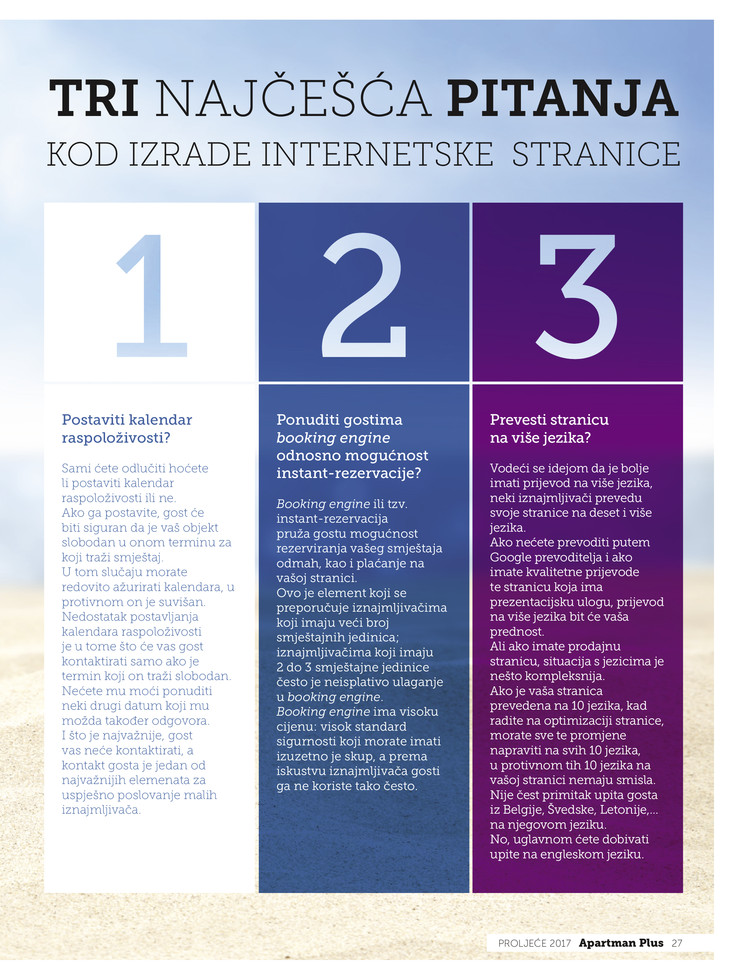 TRI NAJČEŠĆA PITANJA
KOD IZRADE INTERNETSKE STRANICE
1
Postaviti kalendar
raspoloživosti?
Sami ćete odlučiti hoćete
li postaviti kalendar
raspoloživosti ili ne.
Ako ga postavite, gost će
biti siguran da je vaš objekt
slobodan u onom terminu za
koji traži smještaj.
U tom slučaju morate
redovito ažurirati kalendara, u
protivnom on je suvišan.
Nedostatak postavljanja
kalendara raspoloživosti
je u tome što će vas gost
kontaktirati samo ako je
termin koji on traži slobodan.
Nećete mu moći ponuditi
neki drugi datum koji mu
možda također odgovora.
I što je najvažnije, gost
vas neće kontaktirati, a
kontakt gosta je jedan od
najvažnijih elemenata za
uspješno poslovanje malih
iznajmljivača.
2
Ponuditi gostima
booking engine
odnosno mogućnost
instant-rezervacije?
Booking engine ili tzv.
instant-rezervacija
pruža gostu mogućnost
rezerviranja vašeg smještaja
odmah, kao i plaćanje na
vašoj stranici.
Ovo je element koji se
preporučuje iznajmljivačima
koji imaju veći broj
smještajnih jedinica;
iznajmljivačima koji imaju
2 do 3 smještajne jedinice
često je neisplativo ulaganje
u booking engine.
Booking engine ima visoku
cijenu: visok standard
sigurnosti koji morate imati
izuzetno je skup, a prema
iskustvu iznajmljivača gosti
ga ne koriste tako često.
3
Prevesti stranicu
na više jezika?
Vodeći se idejom da je bolje
imati prijevod na više jezika,
neki iznajmljivači prevedu
svoje stranice na deset i više
jezika.
Ako nećete prevoditi putem
Google prevoditelja i ako
imate kvalitetne prijevode
te stranicu koja ima
prezentacijsku ulogu, prijevod
na više jezika bit će vaša
prednost.
Ali ako imate prodajnu
stranicu, situacija s jezicima je
nešto kompleksnija.
Ako je vaša stranica
prevedena na 10 jezika, kad
radite na optimizaciji stranice,
morate sve te promjene
napraviti na svih 10 jezika,
u protivnom tih 10 jezika na
vašoj stranici nemaju smisla.
Nije čest primitak upita gosta
iz Belgije, Švedske, Letonije,...
na njegovom jeziku.
No, uglavnom ćete dobivati
upite na engleskom jeziku.
PROLJEĆE 2017 Apartman Plus 27